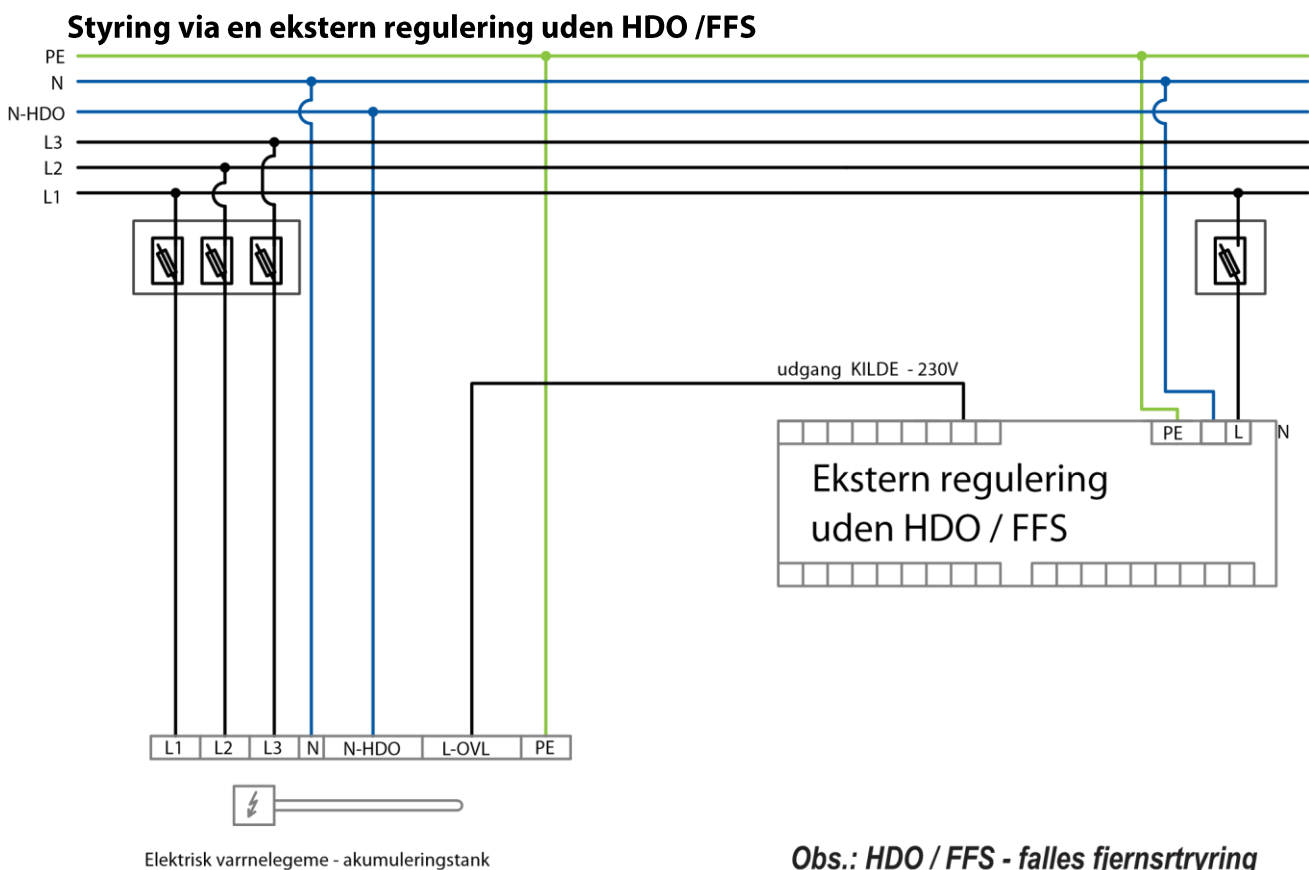 Styring via en ekstern regulering uden HDO /FFS
PE
N
N-HDO
L3
L2
L1
udgang KILDE - 230V
PE L N
Ekstern regulering
uden HDO / FFS
L1 L2 L3 N N-HDO L-OVL PE
Elektrisk varrnelegeme - akumuleringstank
Obs.: HDO / FFS - falles fjernsrtryring